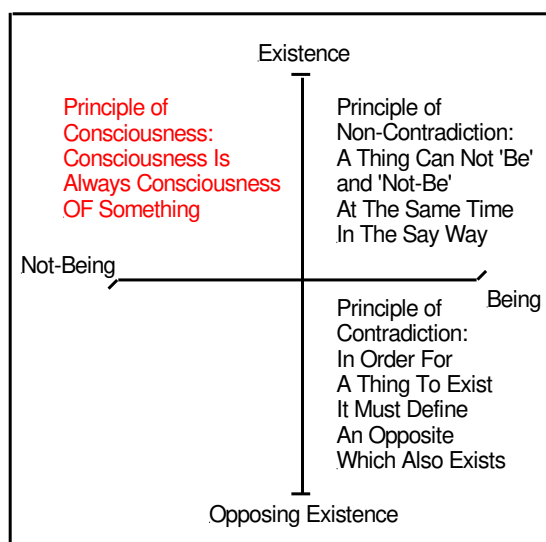 Existence
Principle of
Consciousness:
Consciousness Is
Always Consciousness
OF Something
Principle of
Non-Contradiction:
A Thing Can Not 'Be'
and 'Not-Be'
At The Same Time
In The Say Way
Not-Being
Being
Principle of
Contradiction:
In Order For
A Thing To Exist
It Must Define
An Opposite
Which Also Exists
Opposing Existence